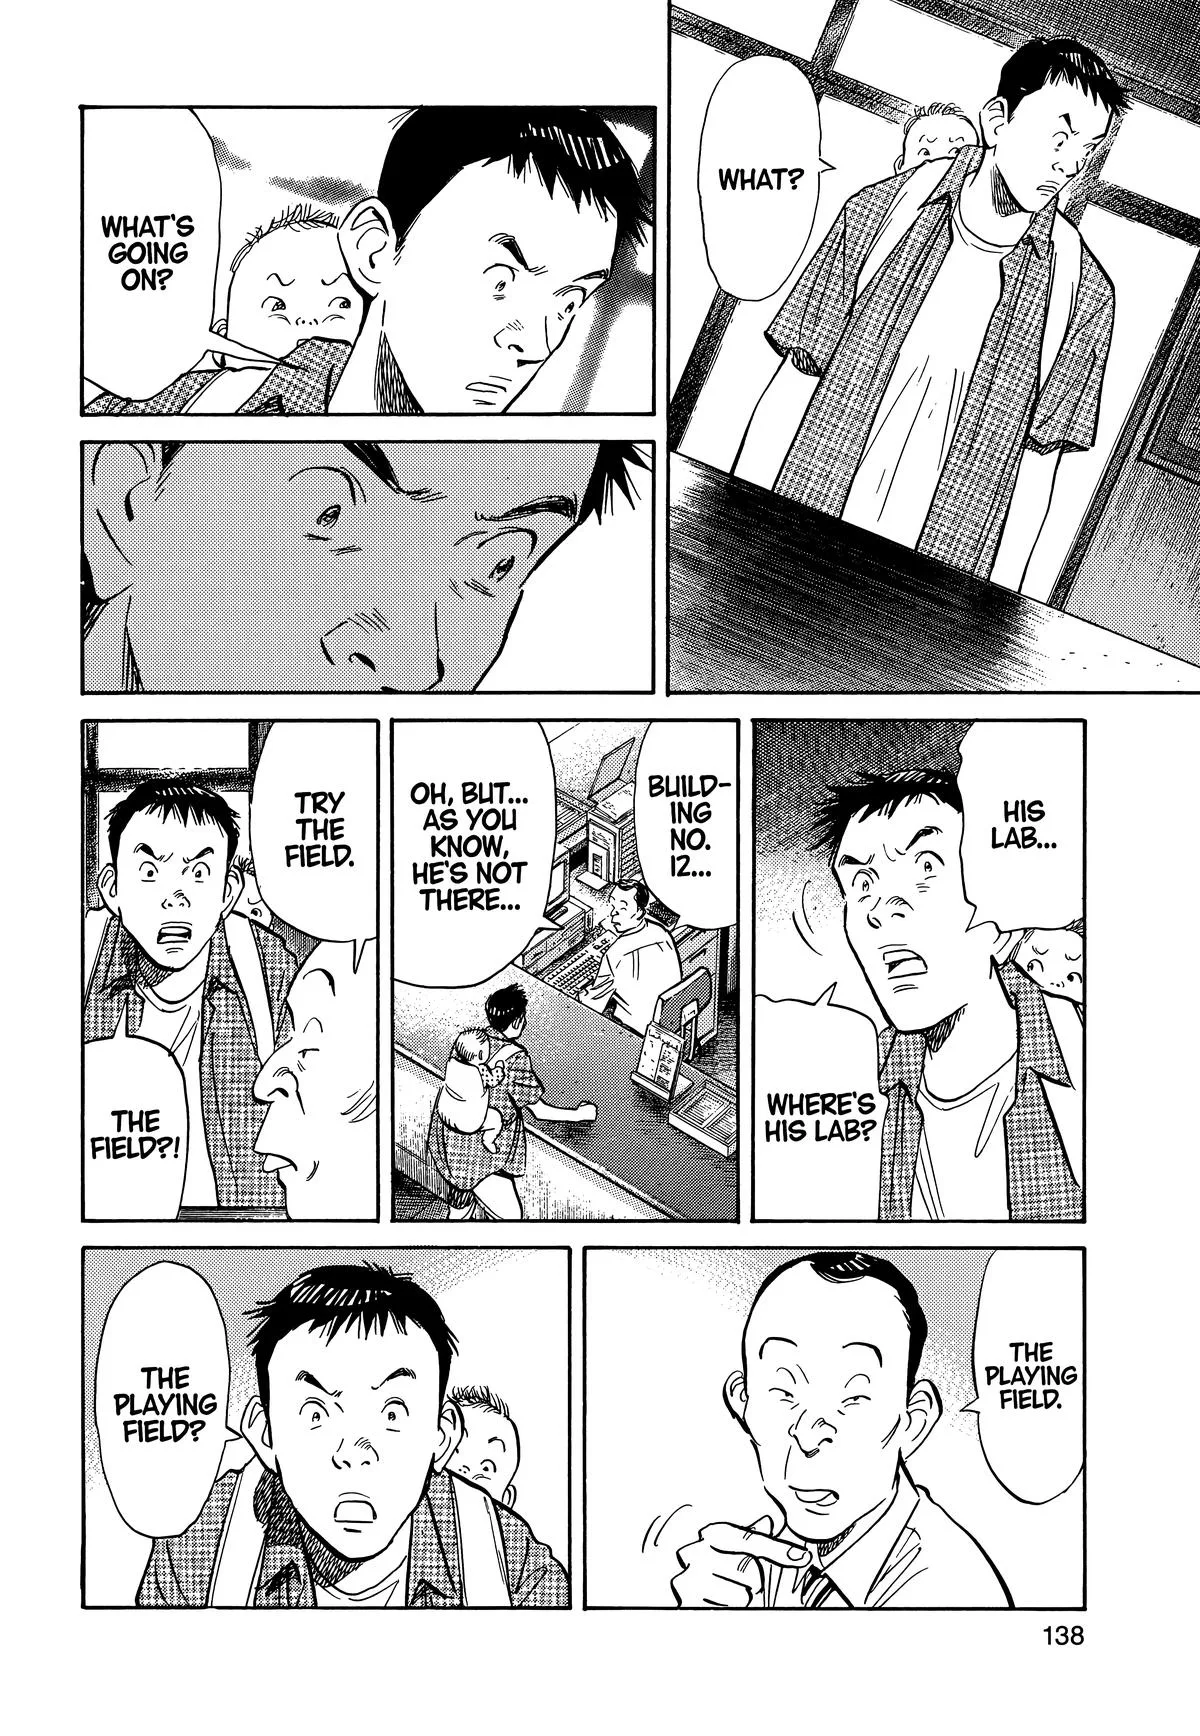 WHAT?
WHAT'S
GOING
ON?
HIS
LAB...
WHERE'S
HIS LAB?
BUILD-
ING
NO.
12...
OH, BUT...
AS YOU
KNOW,
HE'S NOT
THERE...
TRY
THE
FIELD.
THE
FIELD?!
THE
PLAYING
FIELD.
THE
PLAYING
FIELD?
138